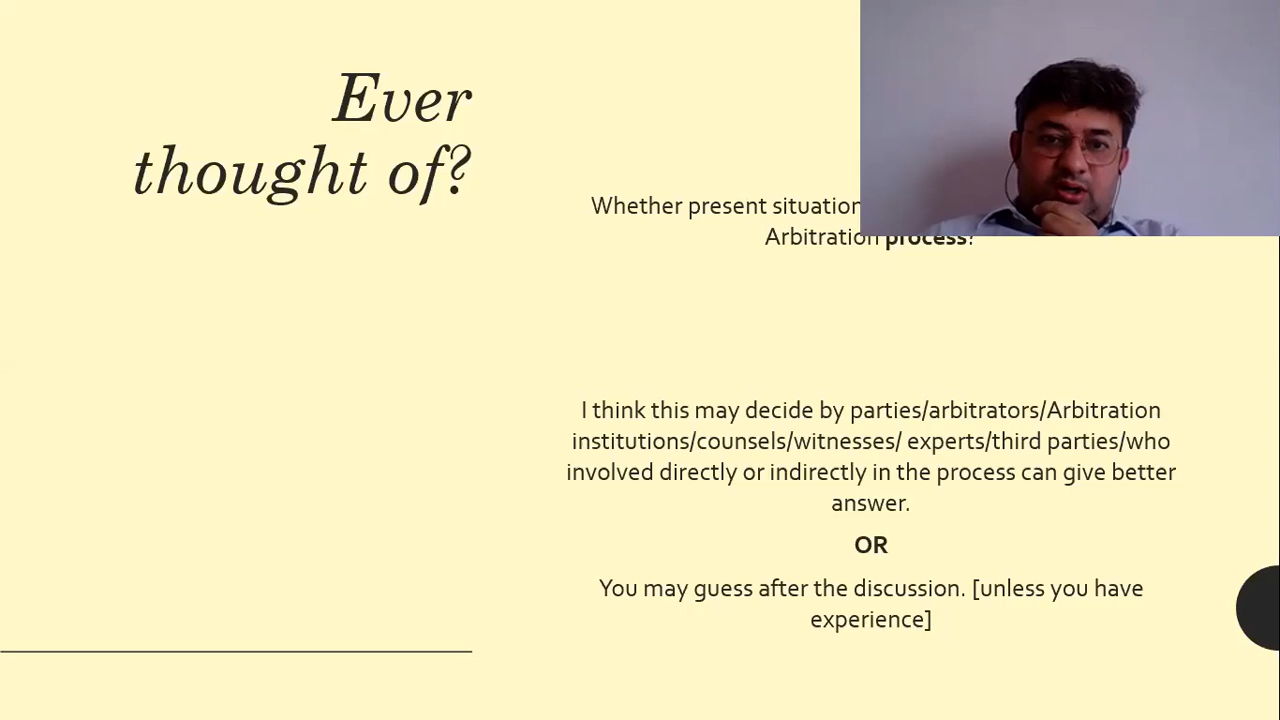 Ever
thought of?
Whether present situation
Arbitration process?
I think this may decide by parties/arbitrators/Arbitration
institutions/counsels/witnesses/ experts/third parties/who
involved directly or indirectly in the process can give better
answer.
OR
You may guess after the discussion. [unless you have
experience]